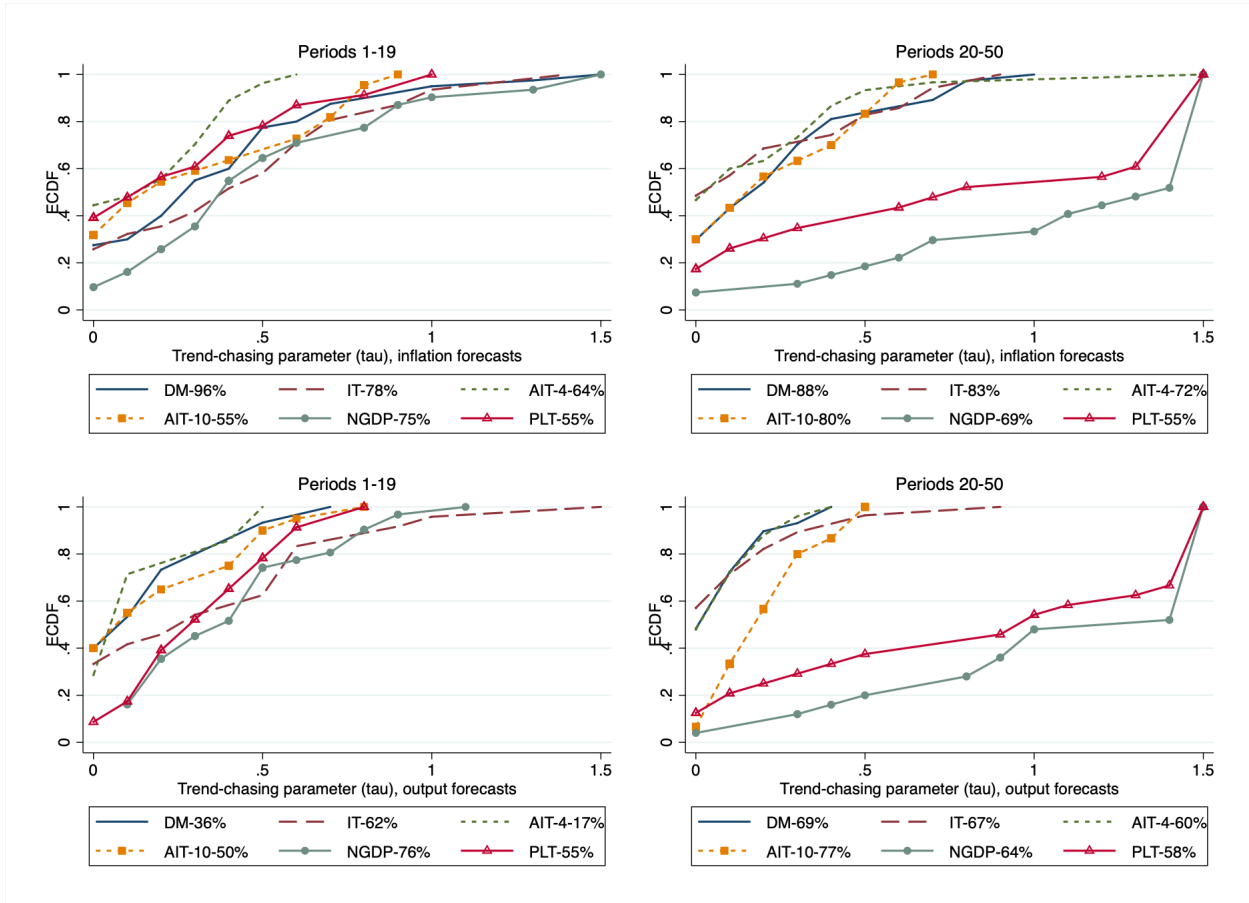 Periods 1-19
ECDF
0 .2 .4 .6 .8 1
0 .5 1 1.5
Trend-chasing parameter (tau), inflation forecasts
DM-96% IT-78% AIT-4-64%
AIT-10-55% NGDP-75% PLT-55%
Periods 20-50
ECDF
0 .2 .4 .6 .8 1
0 .5 1 1.5
Trend-chasing parameter (tau), inflation forecasts
DM-88% IT-83% AIT-4-72%
AIT-10-80% NGDP-69% PLT-55%
Periods 1-19
ECDF
0 .2 .4 .6 .8 1
0 .5 1 1.5
Trend-chasing parameter (tau), output forecasts
DM-36% IT-62% AIT-4-17%
AIT-10-50% NGDP-76% PLT-55%
Periods 20-50
ECDF
0 .2 .4 .6 .8 1
0 .5 1 1.5
Trend-chasing parameter (tau), output forecasts
DM-69% IT-67% AIT-4-60%
AIT-10-77% NGDP-64% PLT-58%